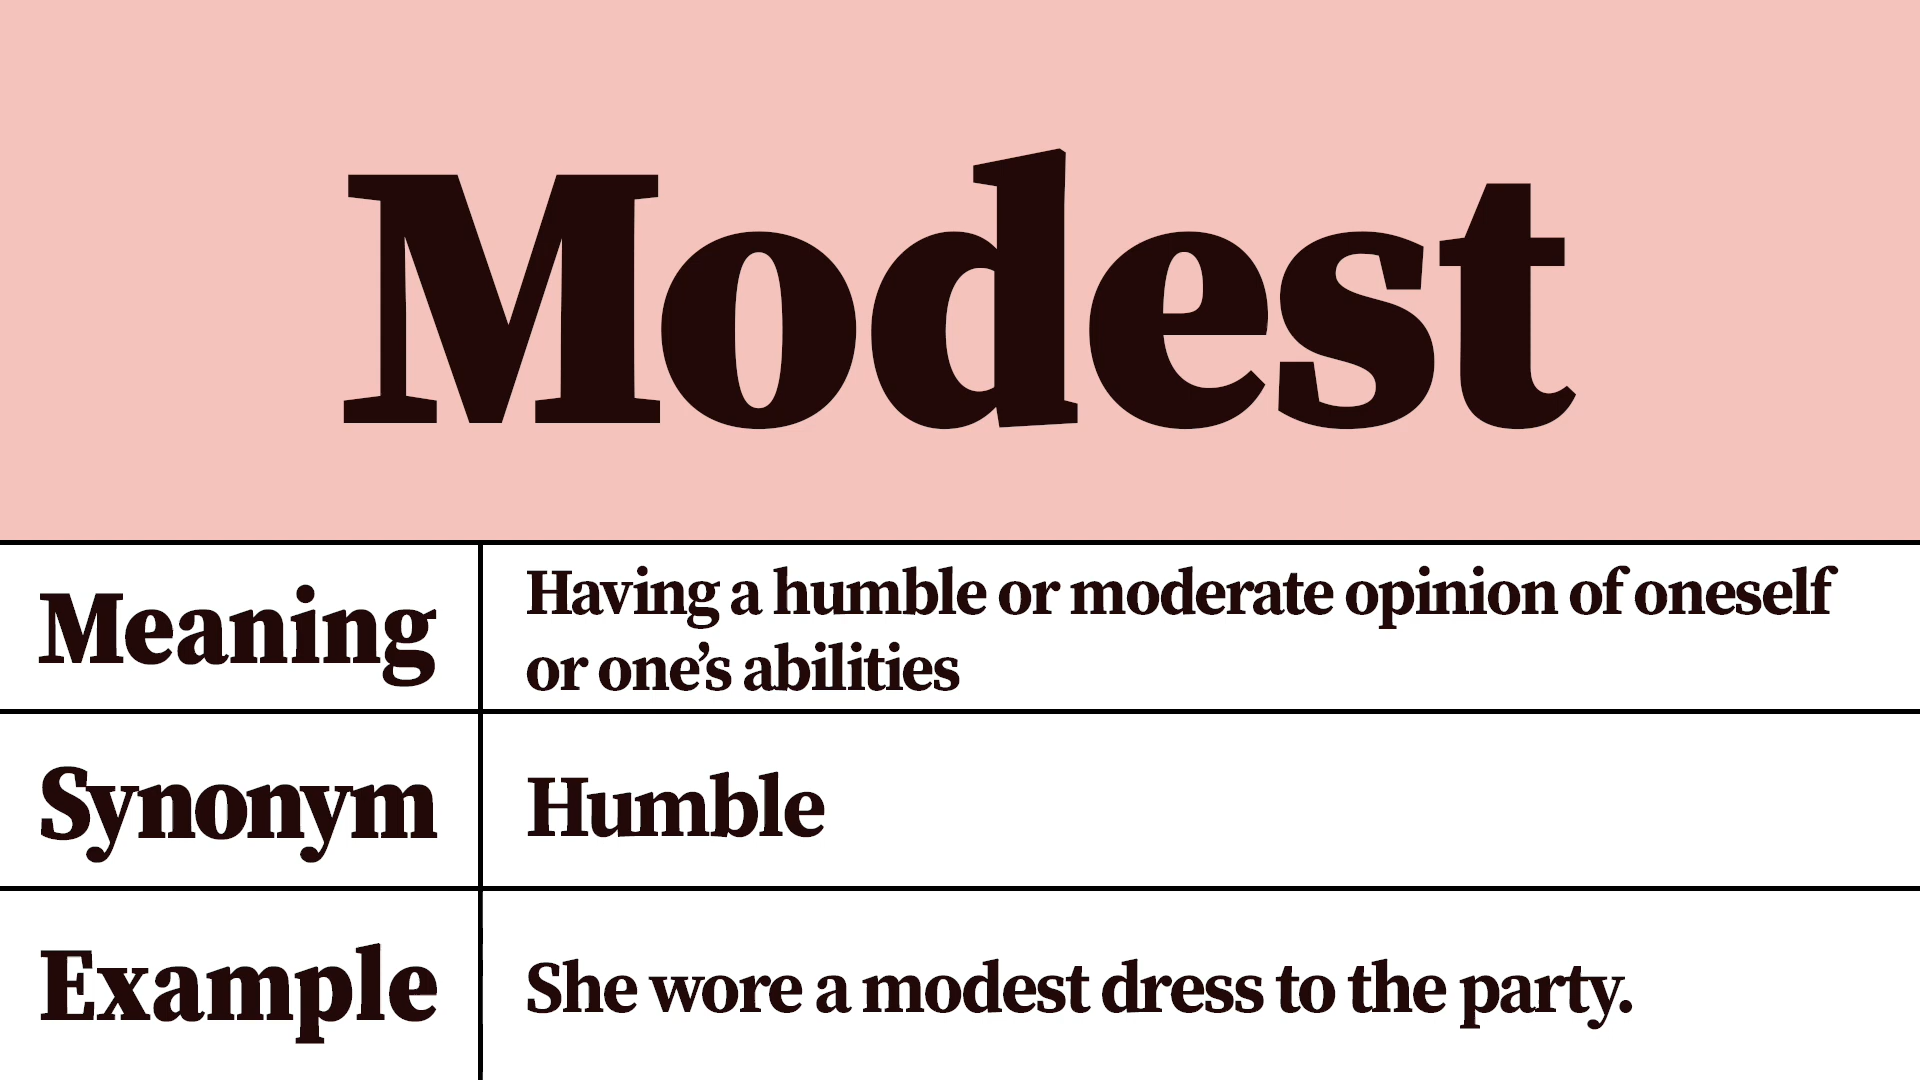 Modest
Meaning
Having a humble or moderate opinion of oneself
or one’s abilities
Synonym
Humble
Example
She wore a modest dress to the party.